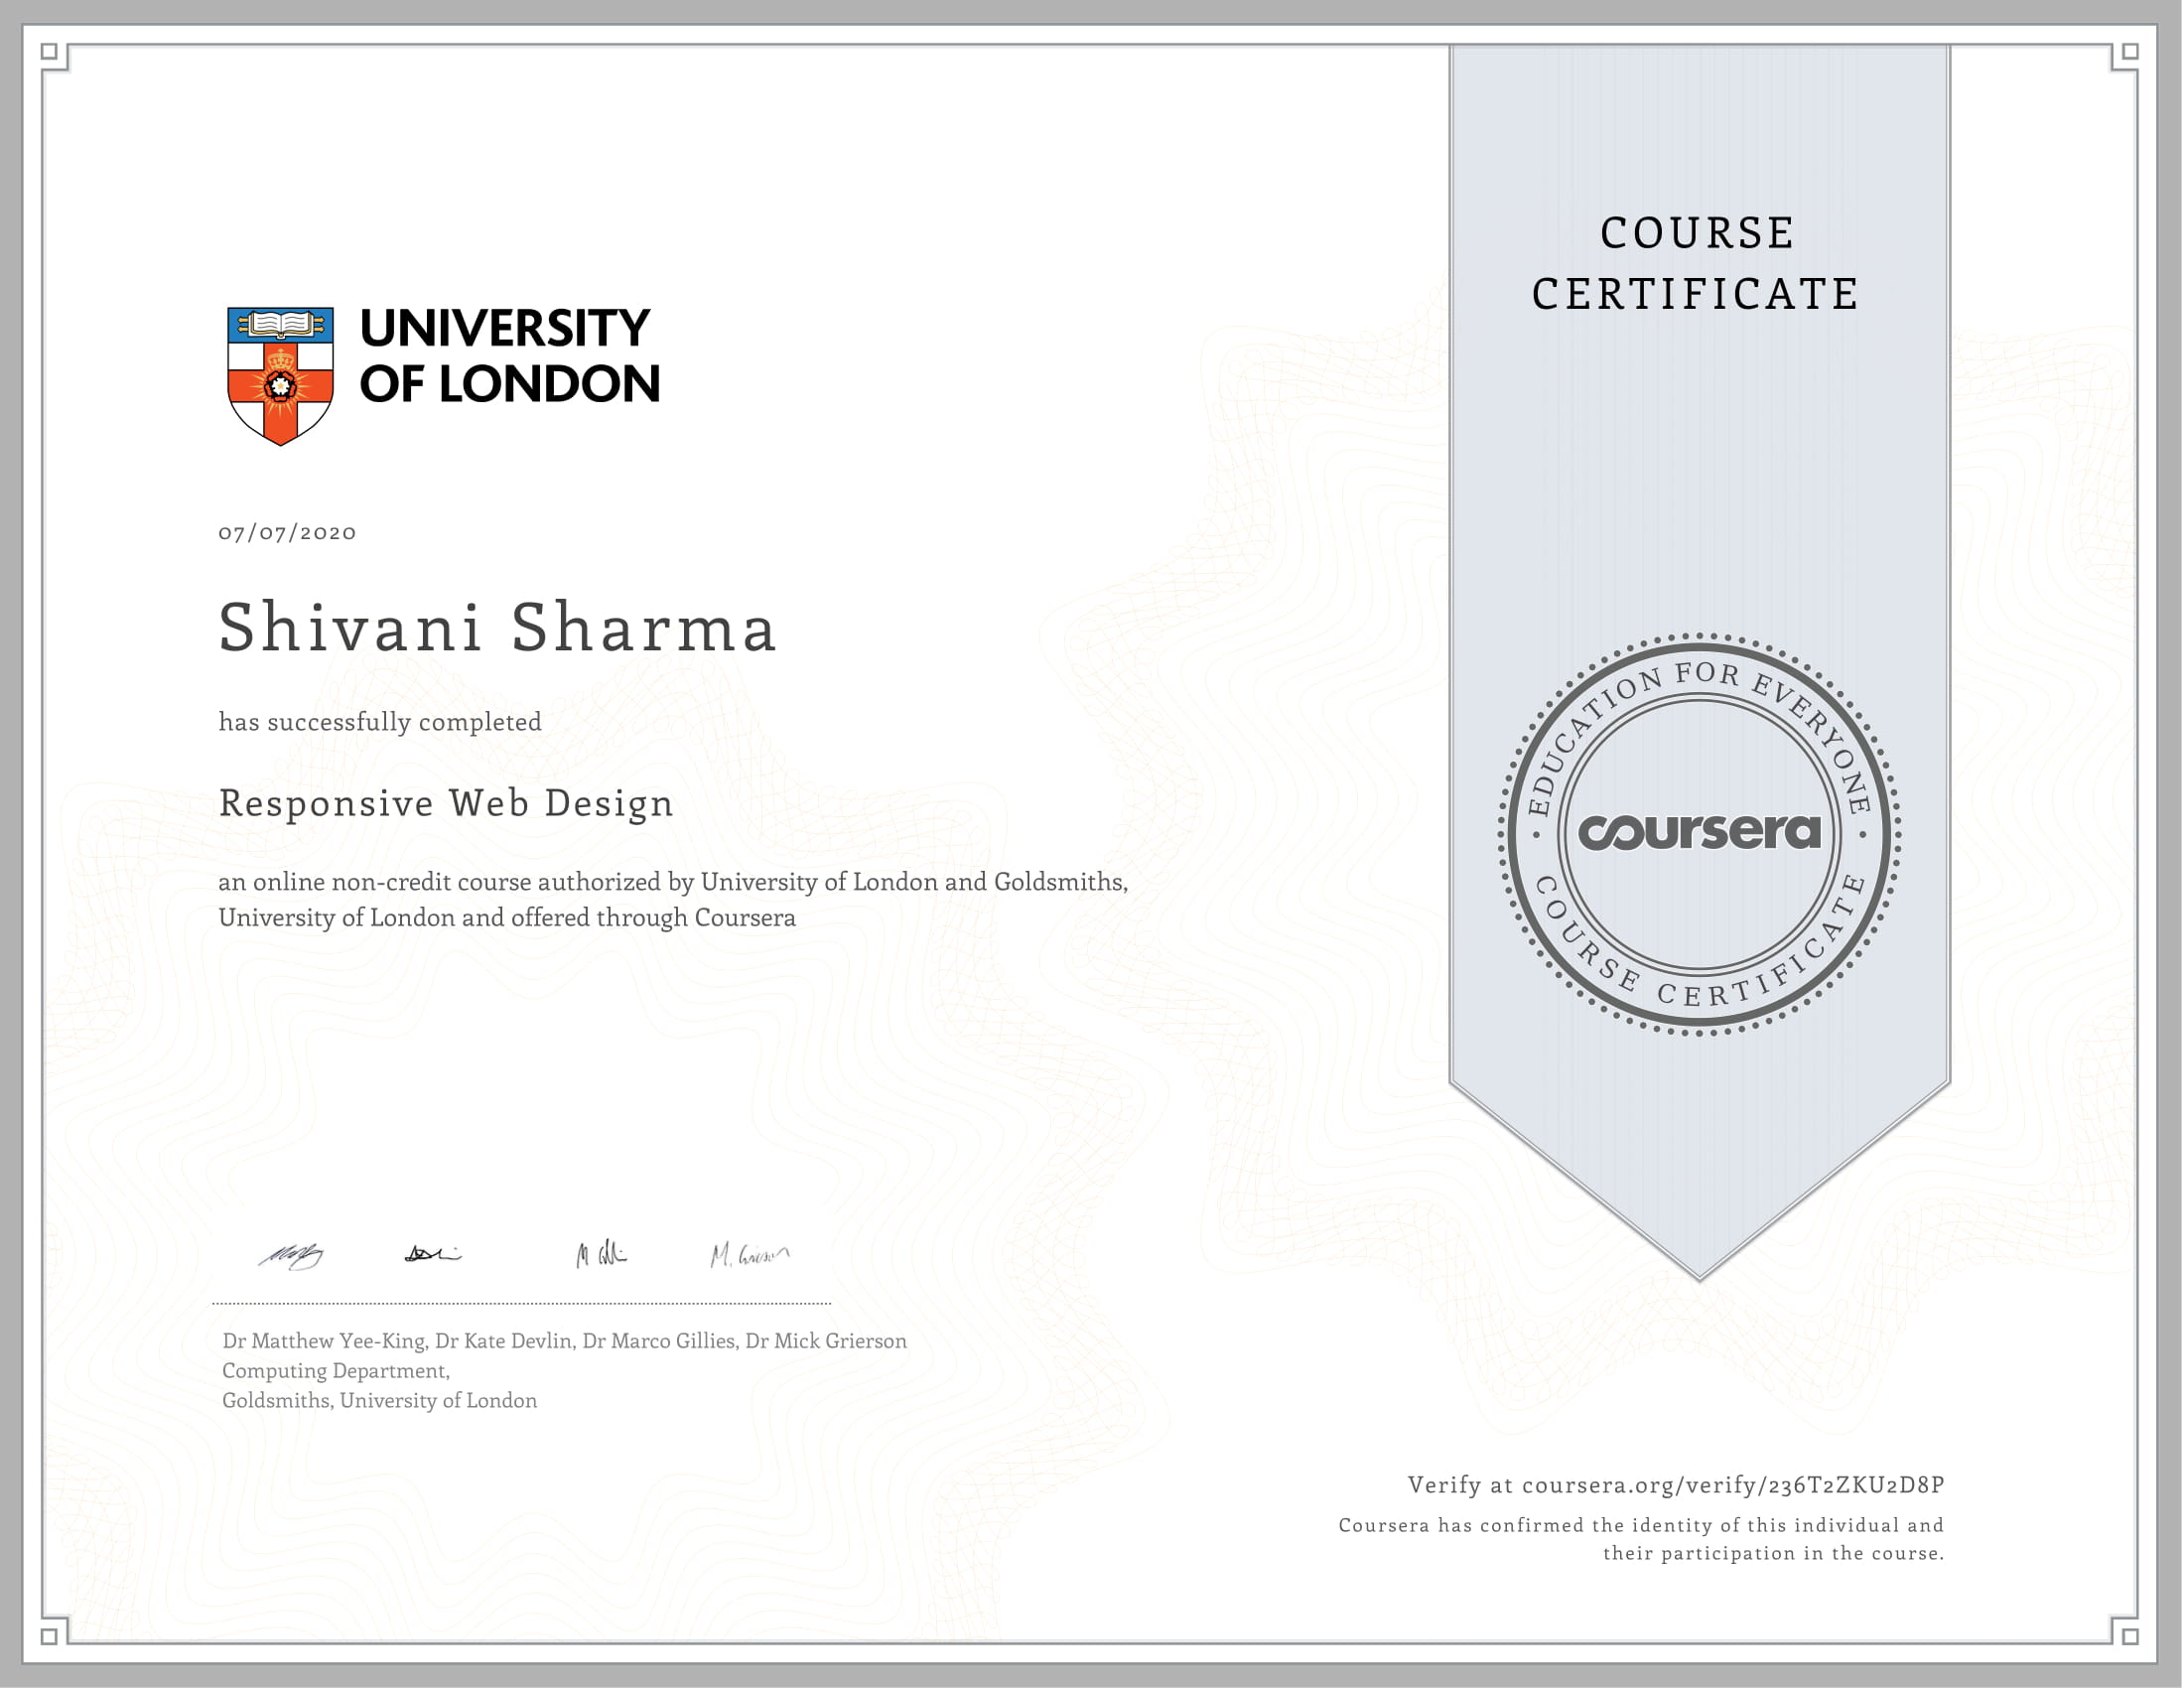 UNIVERSITY
OF LONDON
07/07/2020
Shivani Sharma
has successfully completed
Responsive Web Design
an online non-credit course authorized by University of London and Goldsmiths,
University of London and offered through Coursera
M. Grierson
Dr Matthew Yee-King, Dr Kate Devlin, Dr Marco Gillies, Dr Mick Grierson
Computing Department,
Goldsmiths, University of London
COURSE
CERTIFICATE
EDUCATION FOR EVERYONE
coursera
COURSE CERTIFICATE
Verify at coursera.org/verify/236T2ZKU2D8P
Coursera has confirmed the identity of this individual and
their participation in the course.